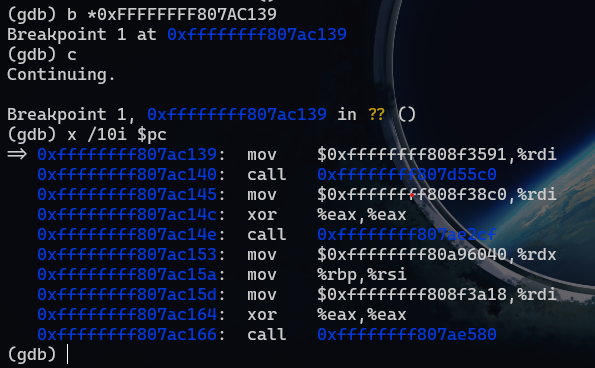 (gdb) b *0xFFFFFFFF807AC139
Breakpoint 1 at 0xffffffff807ac139
(gdb) c
Continuing.
Breakpoint 1, 0xffffffff807ac139 in ?? ()
(gdb) x /10i $pc
=> 0xffffffff807ac139: mov $0xffffffff808f3591,%rdi
0xffffffff807ac140: call 0xffffffff807d55c0
0xffffffff807ac145: mov $0xffffffff808f38c0,%rdi
0xffffffff807ac14c: xor %eax,%eax
0xffffffff807ac14e: call 0xffffffff807ae2cf
0xffffffff807ac153: mov $0xffffffff80a96040,%rdx
0xffffffff807ac15a: mov %rbp,%rsi
0xffffffff807ac15d: mov $0xffffffff808f3a18,%rdi
0xffffffff807ac164: xor %eax,%eax
0xffffffff807ac166: call 0xffffffff807ae580
(gdb)